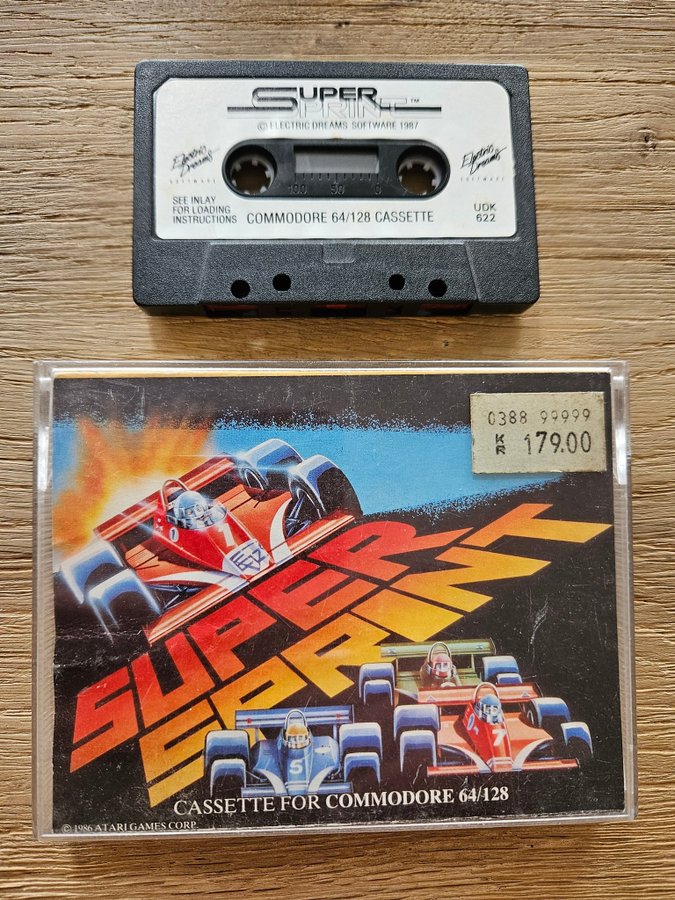 SUPER
SPRINT™
© ELECTRIC DREAMS SOFTWARE 1987
Electric
Dreams
SOFTWARE
Electric
Dreams
SOFTWARE
100 50 0
SEE INLAY
FOR LOADING
INSTRUCTIONS
COMMODORE 64/128 CASSETTE
UDK
622
0388 99999
KR 179.00
1
SUPER
SPRINT
5
7
CASSETTE FOR COMMODORE 64/128
© 1986 ATARI GAMES CORP.